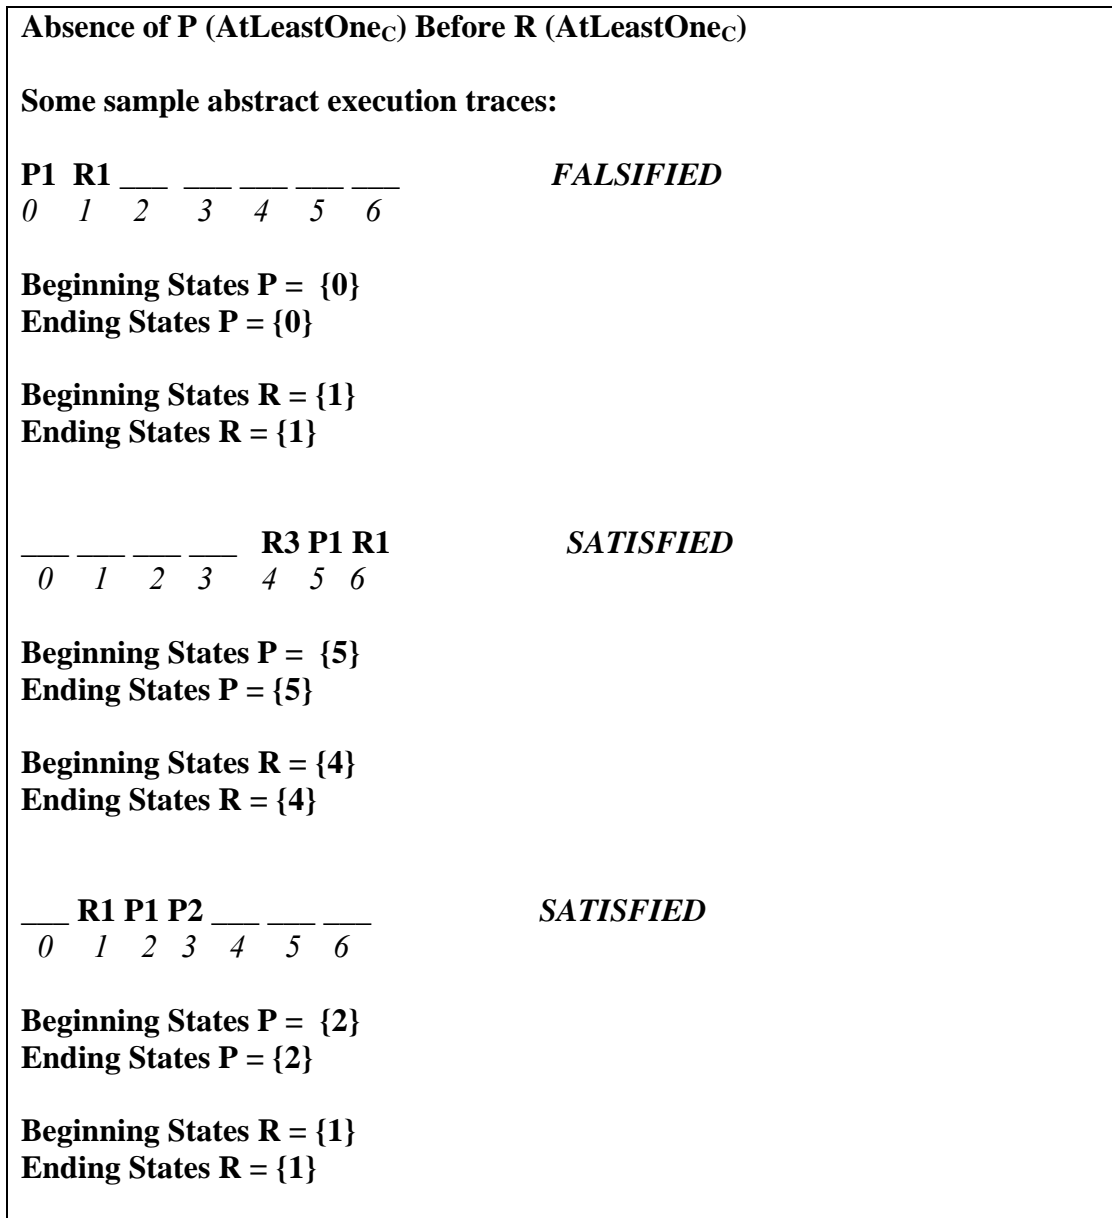 Absence of P (AtLeastOneC) Before R (AtLeastOneC)
Some sample abstract execution traces:
P1 R1 ___ ___ ___ ___ ___ FALSIFIED
0 1 2 3 4 5 6
Beginning States P = {0}
Ending States P = {0}
Beginning States R = {1}
Ending States R = {1}
___ ___ ___ ___ R3 P1 R1 SATISFIED
0 1 2 3 4 5 6
Beginning States P = {5}
Ending States P = {5}
Beginning States R = {4}
Ending States R = {4}
___ R1 P1 P2 ___ ___ ___ SATISFIED
0 1 2 3 4 5 6
Beginning States P = {2}
Ending States P = {2}
Beginning States R = {1}
Ending States R = {1}